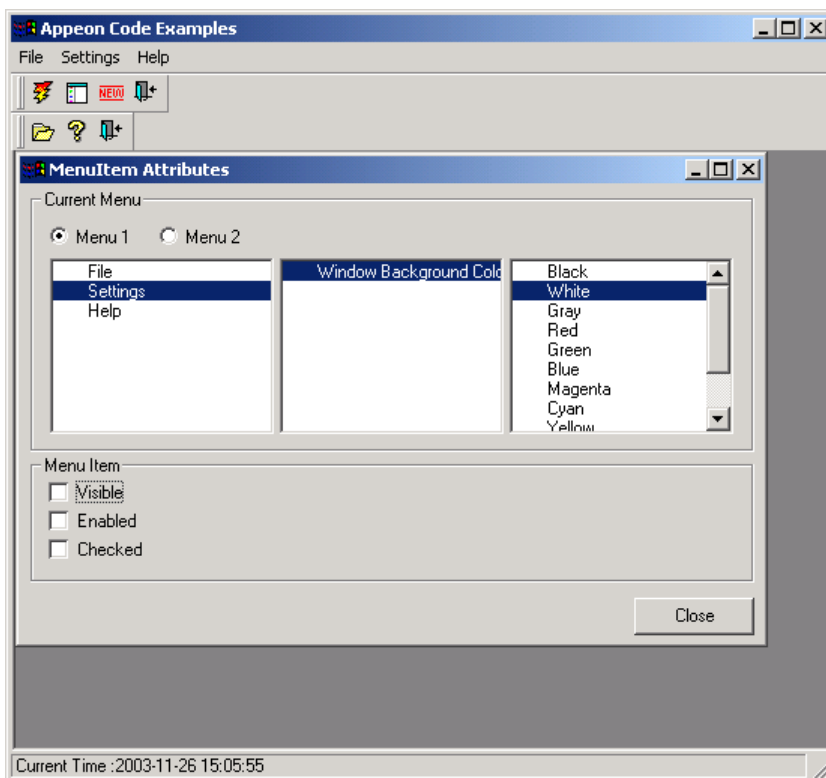 Appeon Code Examples
File Settings Help
NEW
MenuItem Attributes
Current Menu
Menu 1 Menu 2
File
Settings
Help
Window Background Colo
Black
White
Gray
Red
Green
Blue
Magenta
Cyan
Yellow
Menu Item
Visible
Enabled
Checked
Close
Current Time :2003-11-26 15:05:55